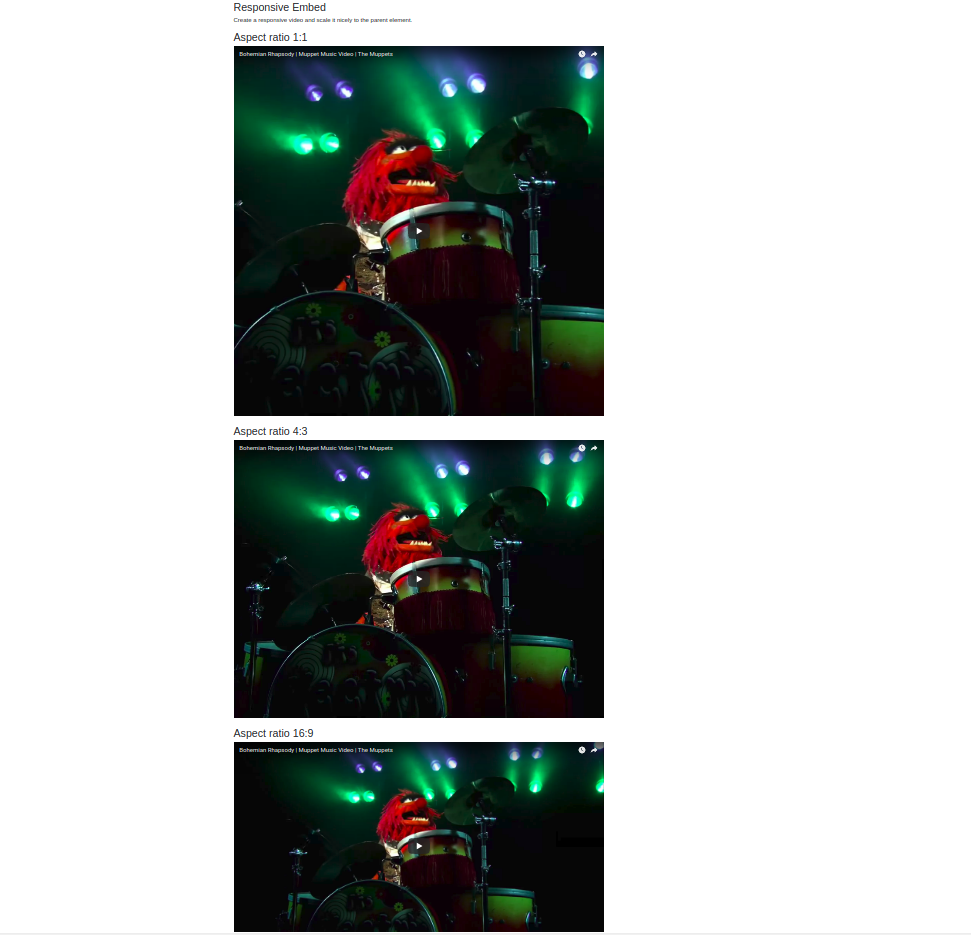 Responsive Embed
Create a responsive video and scale it nicely to the parent element.
Aspect ratio 1:1
Bohemian Rhapsody | Muppet Music Video | The Muppets
Aspect ratio 4:3
Bohemian Rhapsody | Muppet Music Video | The Muppets
Aspect ratio 16:9
Bohemian Rhapsody | Muppet Music Video | The Muppets